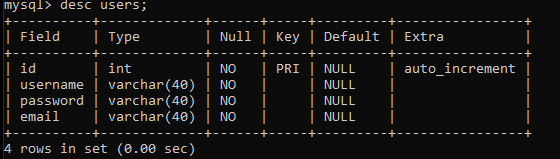 mysql> desc users;
+----------+-------------+------+-----+---------+----------------+
| Field    | Type        | Null | Key | Default | Extra          |
+----------+-------------+------+-----+---------+----------------+
| id       | int         | NO   | PRI | NULL    | auto_increment |
| username | varchar(40) | NO   |     | NULL    |                |
| password | varchar(40) | NO   |     | NULL    |                |
| email    | varchar(40) | NO   |     | NULL    |                |
+----------+-------------+------+-----+---------+----------------+
4 rows in set (0.00 sec)